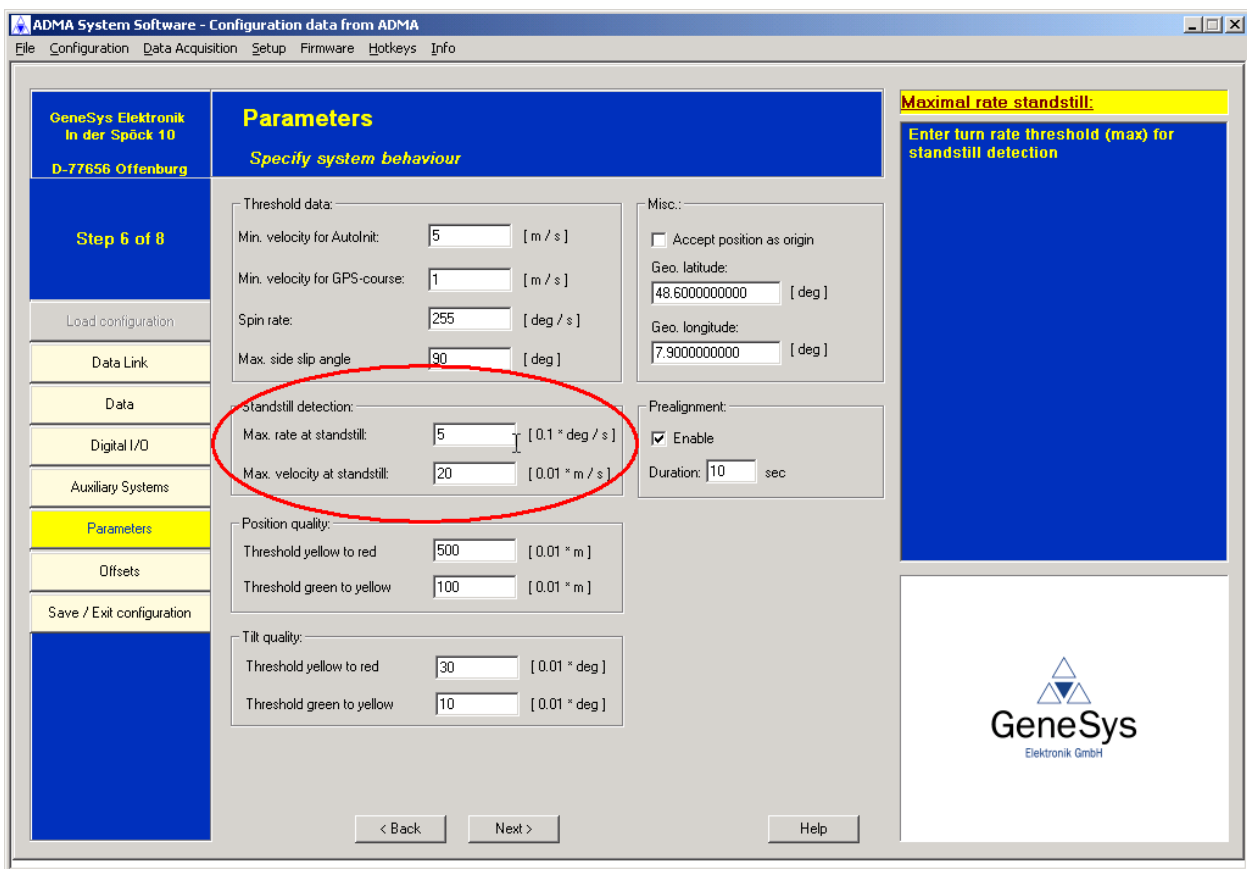 ADMA System Software - Configuration data from ADMA
File Configuration Data Acquisition Setup Firmware Hotkeys Info
GeneSys Elektronik
In der Spöck 10
D-77656 Offenburg
Parameters
Specify system behaviour
Maximal rate standstill:
Enter turn rate threshold (max) for
standstill detection
Step 6 of 8
Load configuration
Data Link
Data
Digital I/O
Auxiliary Systems
Parameters
Offsets
Save / Exit configuration
Threshold data:
Min. velocity for AutoInit: 5 [ m / s ]
Min. velocity for GPS-course: 1 [ m / s ]
Spin rate: 255 [ deg / s ]
Max. side slip angle 90 [ deg ]
Misc.:
Accept position as origin
Geo. latitude:
48.6000000000 [ deg ]
Geo. longitude:
7.9000000000 [ deg ]
Standstill detection:
Max. rate at standstill: 5 [ 0.1 * deg / s ]
Max. velocity at standstill: 20 [ 0.01 * m / s ]
Prealignment:
Enable
Duration: 10 sec
Position quality:
Threshold yellow to red 500 [ 0.01 * m ]
Threshold green to yellow 100 [ 0.01 * m ]
Tilt quality:
Threshold yellow to red 30 [ 0.01 * deg ]
Threshold green to yellow 10 [ 0.01 * deg ]
< Back Next > Help
GeneSys
Elektronik GmbH